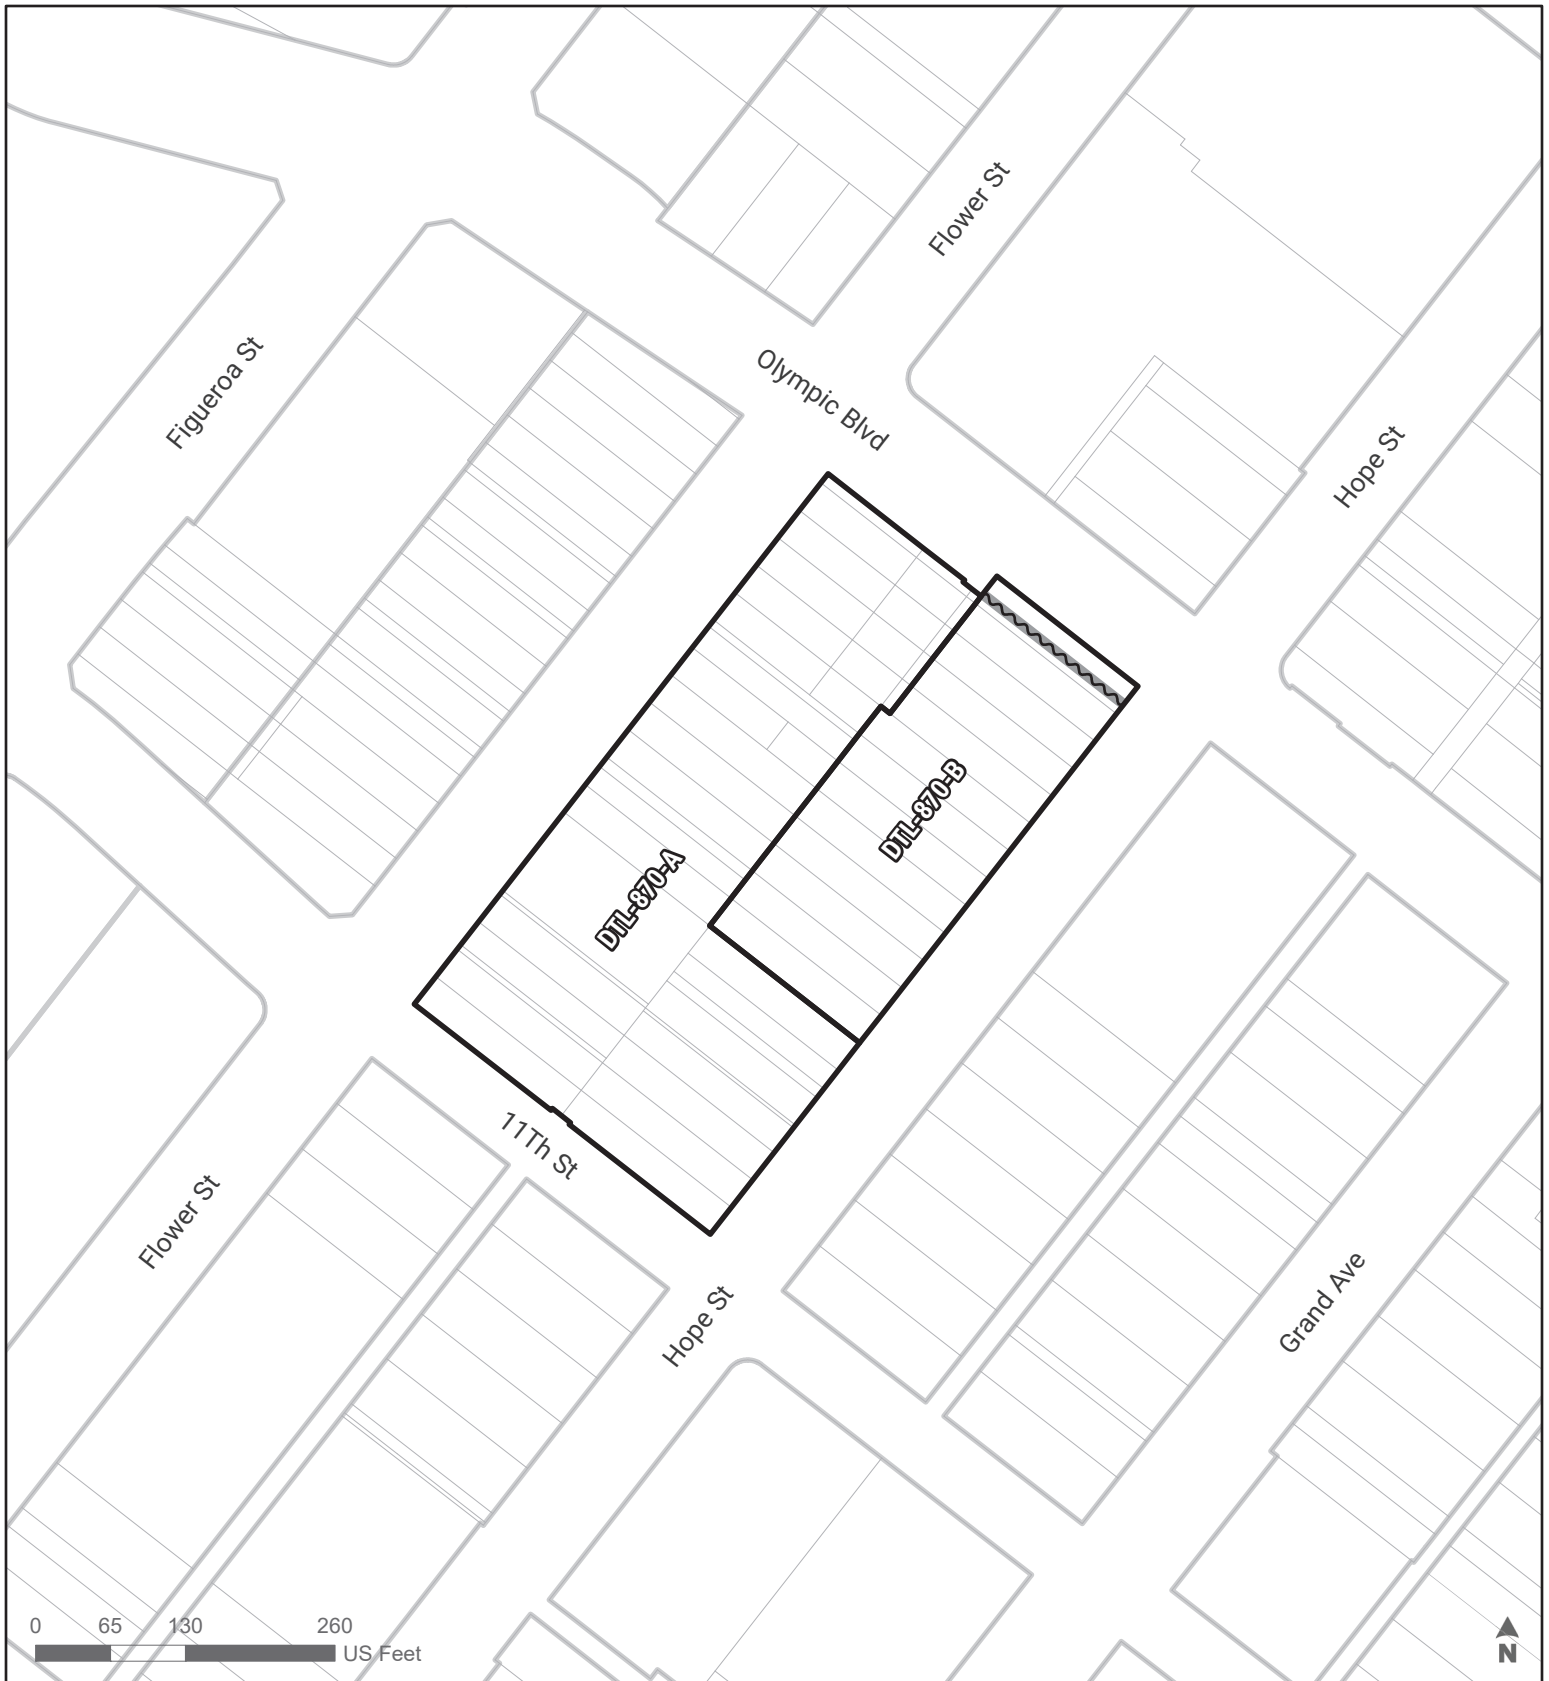 Flower St
Olympic Blvd
Figueroa St
Hope St
DTL-870-B
DTL-870-A
11Th St
Flower St
Hope St
Grand Ave
0 65 130 260
US Feet
N